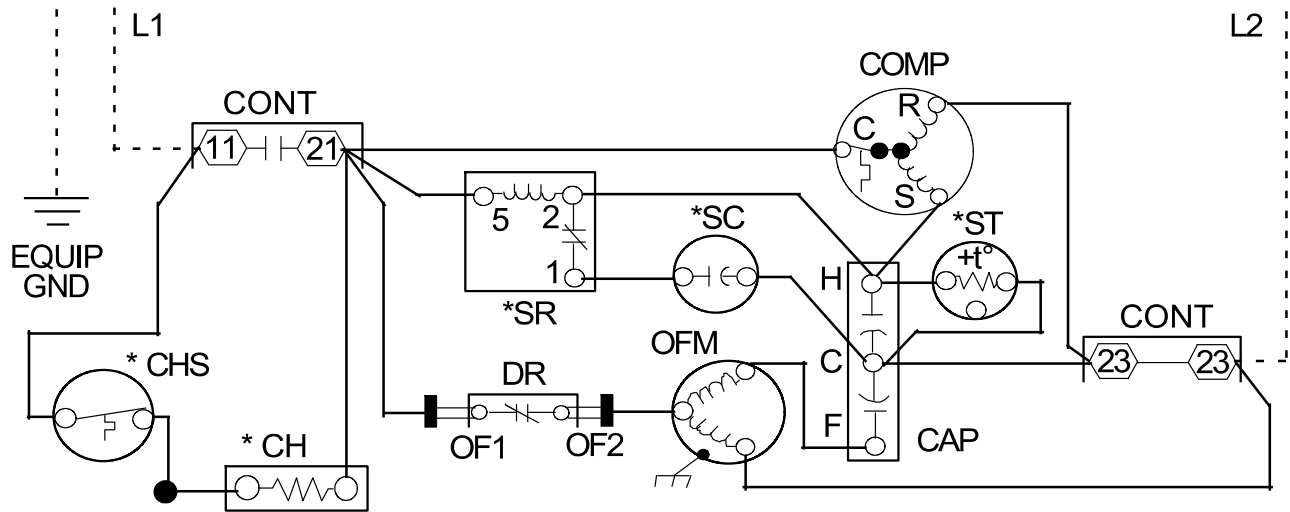 L1
L2
COMP
CONT
R
C
11
21
S
5
2
*SC
*ST
+t°
EQUIP
GND
1
H
*SR
CONT
OFM
* CHS
DR
C
23
23
F
CAP
OF1
OF2
* CH